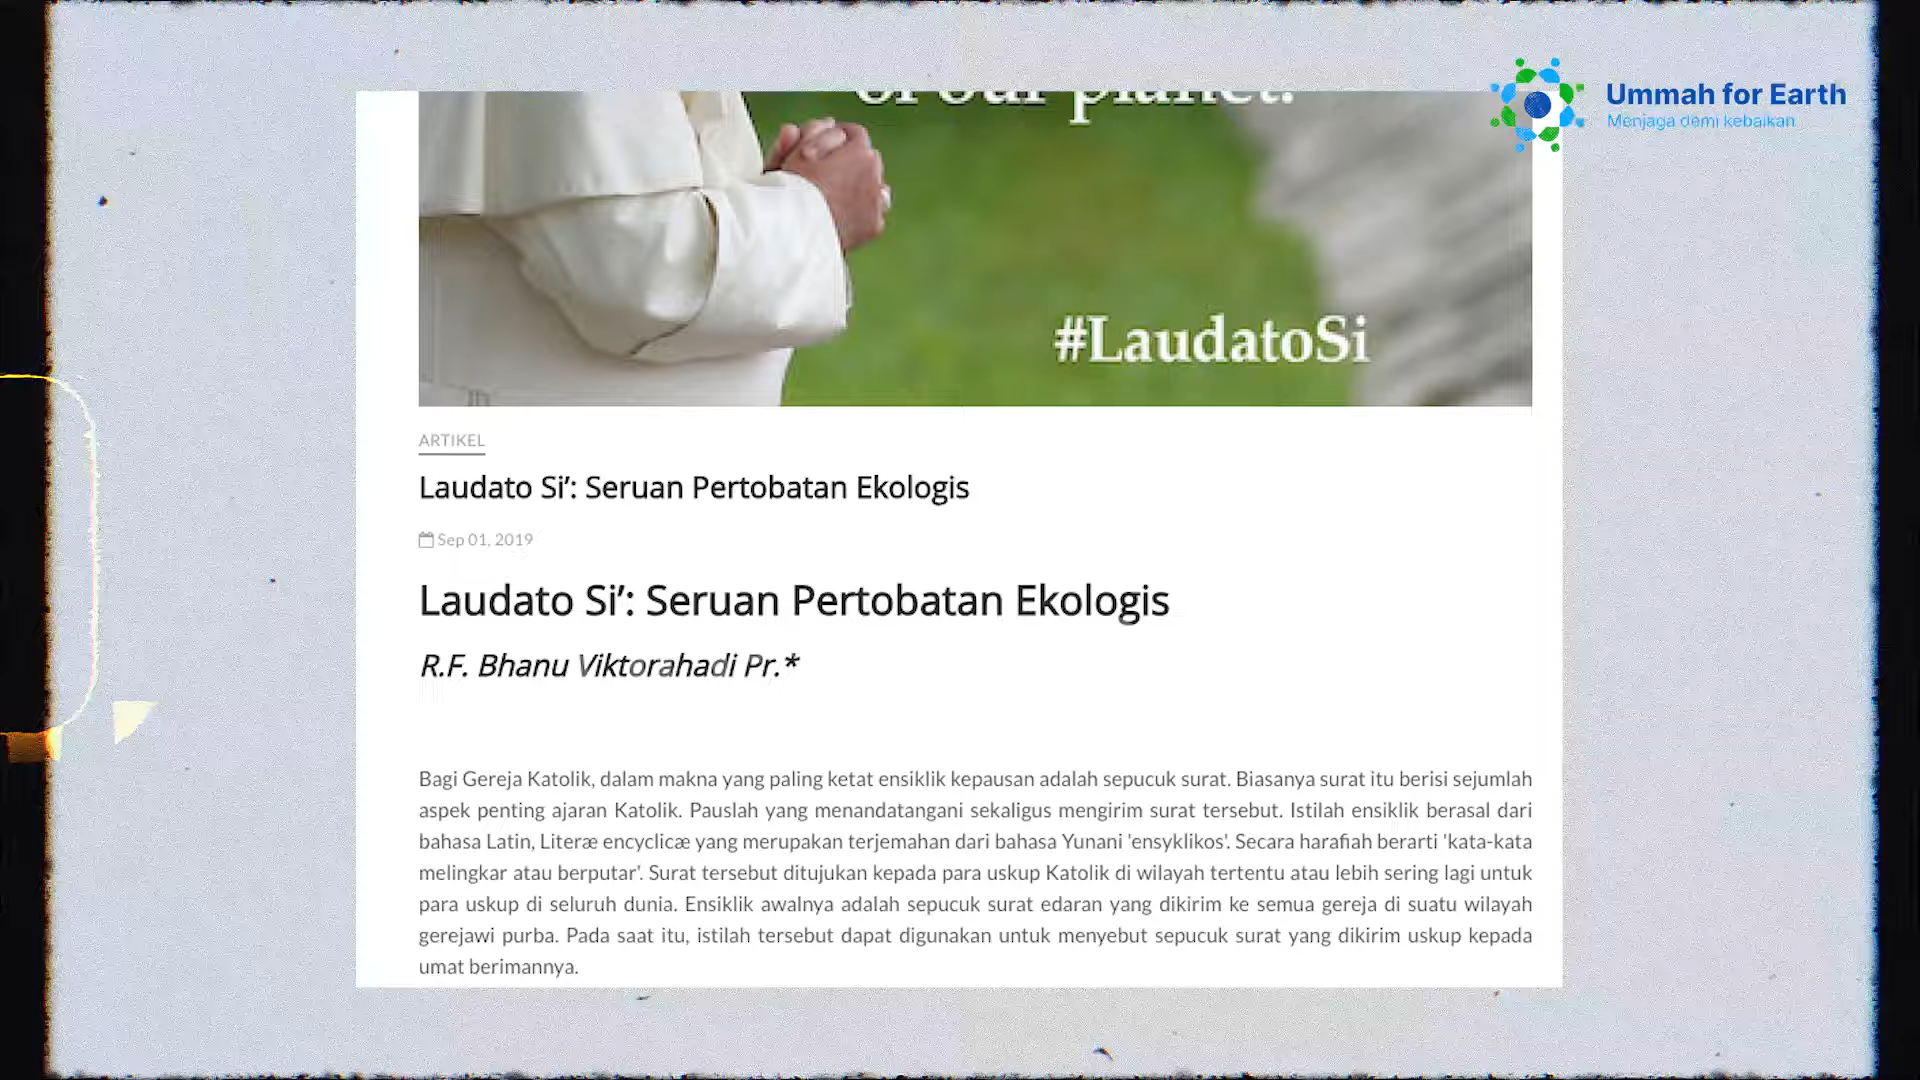 of our planet.
Ummah for Earth
Menjaga demi kebaikan
#LaudatoSi
ARTIKEL
Laudato Si’: Seruan Pertobatan Ekologis
Sep 01, 2019
Laudato Si’: Seruan Pertobatan Ekologis
R.F. Bhanu Viktorahadi Pr.*
Bagi Gereja Katolik, dalam makna yang paling ketat ensiklik kepausan adalah sepucuk surat. Biasanya surat itu berisi sejumlah
aspek penting ajaran Katolik. Pauslah yang menandatangani sekaligus mengirim surat tersebut. Istilah ensiklik berasal dari
bahasa Latin, Literæ encyclicæ yang merupakan terjemahan dari bahasa Yunani 'ensyklikos'. Secara harafiah berarti 'kata-kata
melingkar atau berputar'. Surat tersebut ditujukan kepada para uskup Katolik di wilayah tertentu atau lebih sering lagi untuk
para uskup di seluruh dunia. Ensiklik awalnya adalah sepucuk surat edaran yang dikirim ke semua gereja di suatu wilayah
gerejawi purba. Pada saat itu, istilah tersebut dapat digunakan untuk menyebut sepucuk surat yang dikirim uskup kepada
umat berimannya.